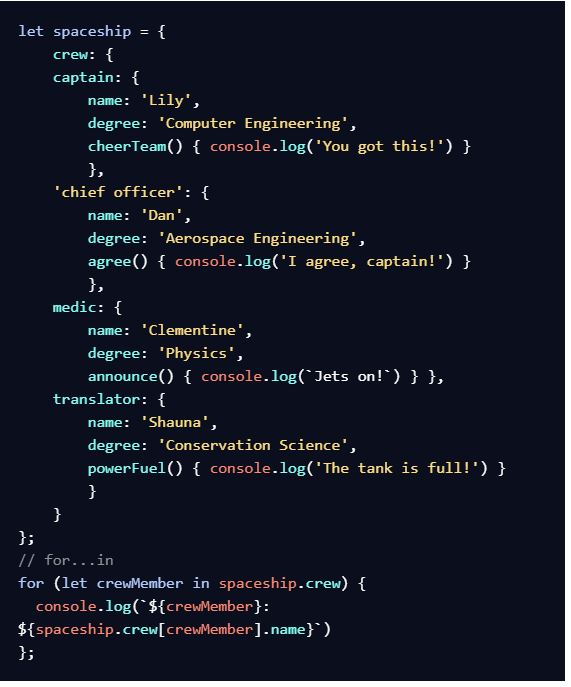 let spaceship = {
    crew: {
    captain: {
        name: 'Lily',
        degree: 'Computer Engineering',
        cheerTeam() { console.log('You got this!') }
        },
    'chief officer': {
        name: 'Dan',
        degree: 'Aerospace Engineering',
        agree() { console.log('I agree, captain!') }
        },
    medic: {
        name: 'Clementine',
        degree: 'Physics',
        announce() { console.log(`Jets on!`) } },
    translator: {
        name: 'Shauna',
        degree: 'Conservation Science',
        powerFuel() { console.log('The tank is full!') }
        }
    }
};
// for...in
for (let crewMember in spaceship.crew) {
  console.log(`${crewMember}:
${spaceship.crew[crewMember].name}`)
};